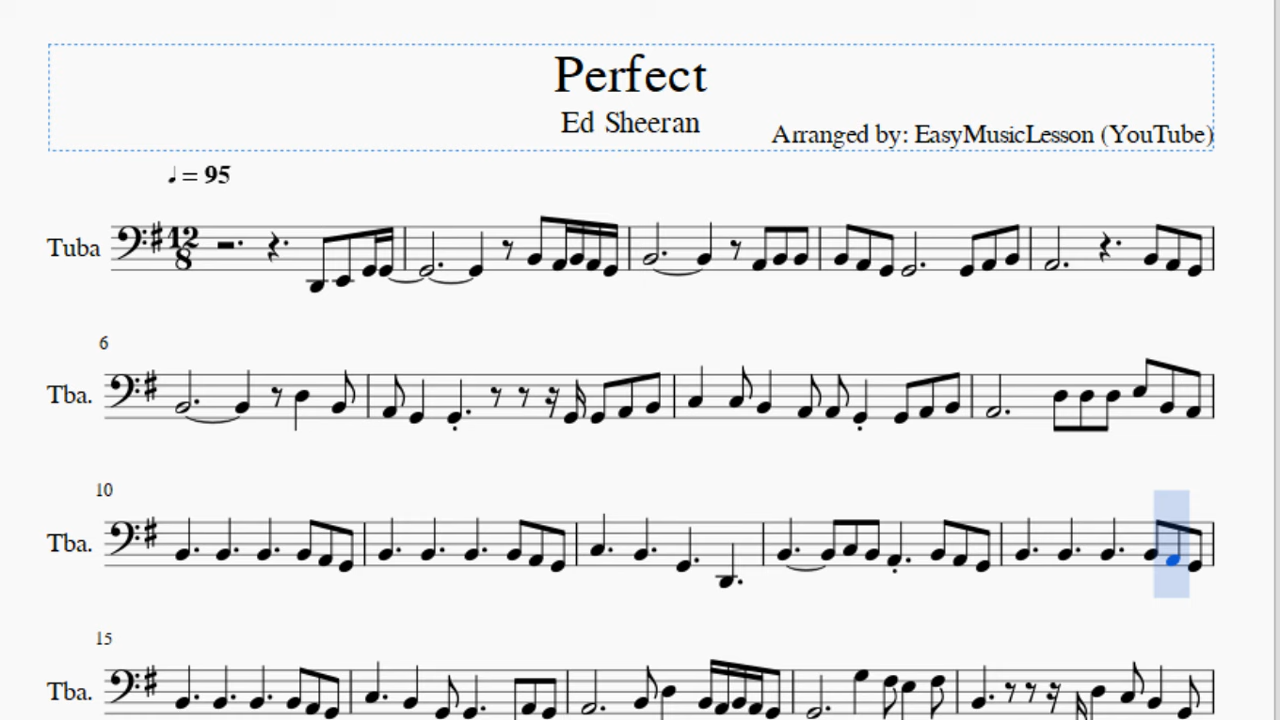 Perfect
Ed Sheeran
Arranged by: EasyMusicLesson (YouTube)
♩ = 95
Tuba
12
8
6
Tba.
10
Tba.
15
Tba.